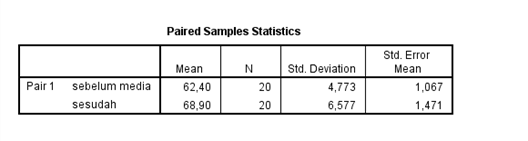 Paired Samples Statistics
Mean N Std. Deviation Std. Error Mean
Pair 1 sebelum media 62,40 20 4,773 1,067
sesudah 68,90 20 6,577 1,471